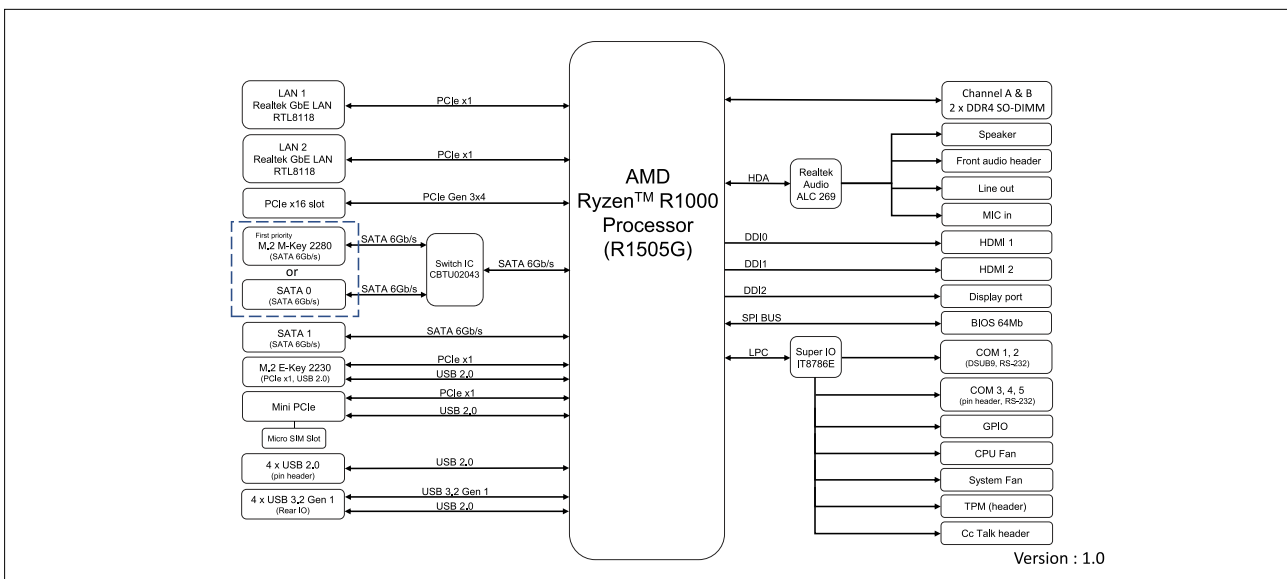 LAN 1
Realtek GbE LAN
RTL8118
PCIe x1
LAN 2
Realtek GbE LAN
RTL8118
PCIe x1
PCIe x16 slot
PCIe Gen 3x4
First priority
M.2 M-Key 2280
(SATA 6Gb/s)
or
SATA 0
(SATA 6Gb/s)
SATA 6Gb/s
SATA 6Gb/s
Switch IC
CBTU02043
SATA 6Gb/s
SATA 1
(SATA 6Gb/s)
SATA 6Gb/s
M.2 E-Key 2230
(PCIe x1, USB 2.0)
PCIe x1
USB 2.0
Mini PCIe
PCIe x1
USB 2.0
Micro SIM Slot
4 x USB 2.0
(pin header)
USB 2.0
4 x USB 3.2 Gen 1
(Rear IO)
USB 3.2 Gen 1
USB 2.0
AMD
Ryzen™ R1000
Processor
(R1505G)
Channel A & B
2 x DDR4 SO-DIMM
HDA
Realtek
Audio
ALC 269
Speaker
Front audio header
Line out
MIC in
DDI0
HDMI 1
DDI1
HDMI 2
DDI2
Display port
SPI BUS
BIOS 64Mb
LPC
Super IO
IT8786E
COM 1, 2
(DSUB9, RS-232)
COM 3, 4, 5
(pin header, RS-232)
GPIO
CPU Fan
System Fan
TPM (header)
Cc Talk header
Version : 1.0